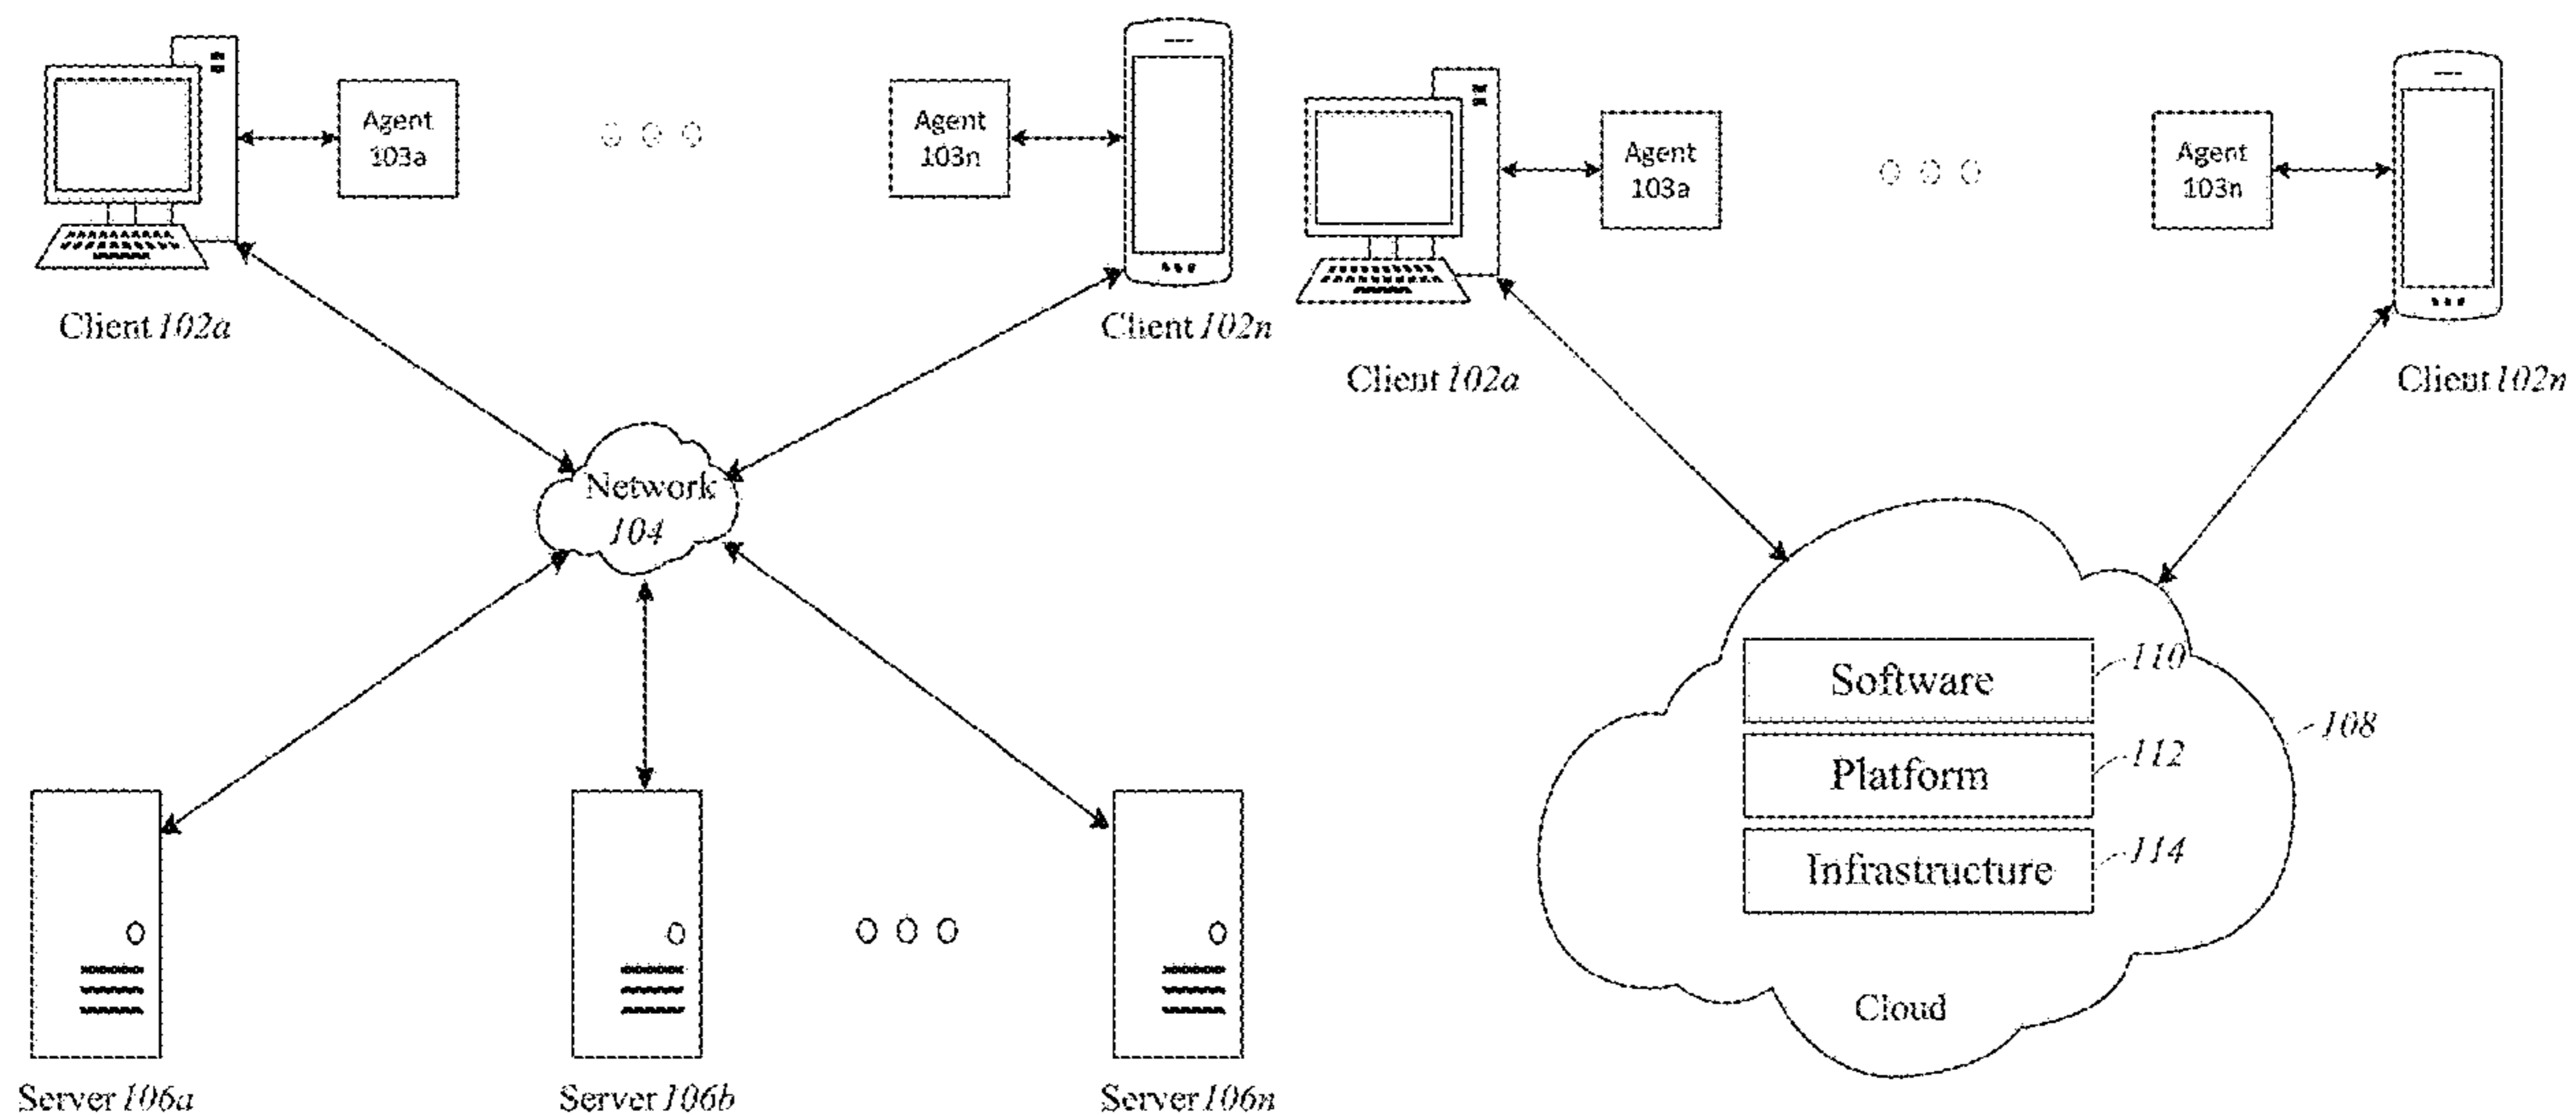 Agent
103a
Agent
103n
Client 102a
Client 102n
Network
104
Server 106a
Server 106b
Server 106n
Agent
103a
Agent
103n
Client 102a
Client 102n
Software
110
108
Platform
112
Infrastructure
114
Cloud